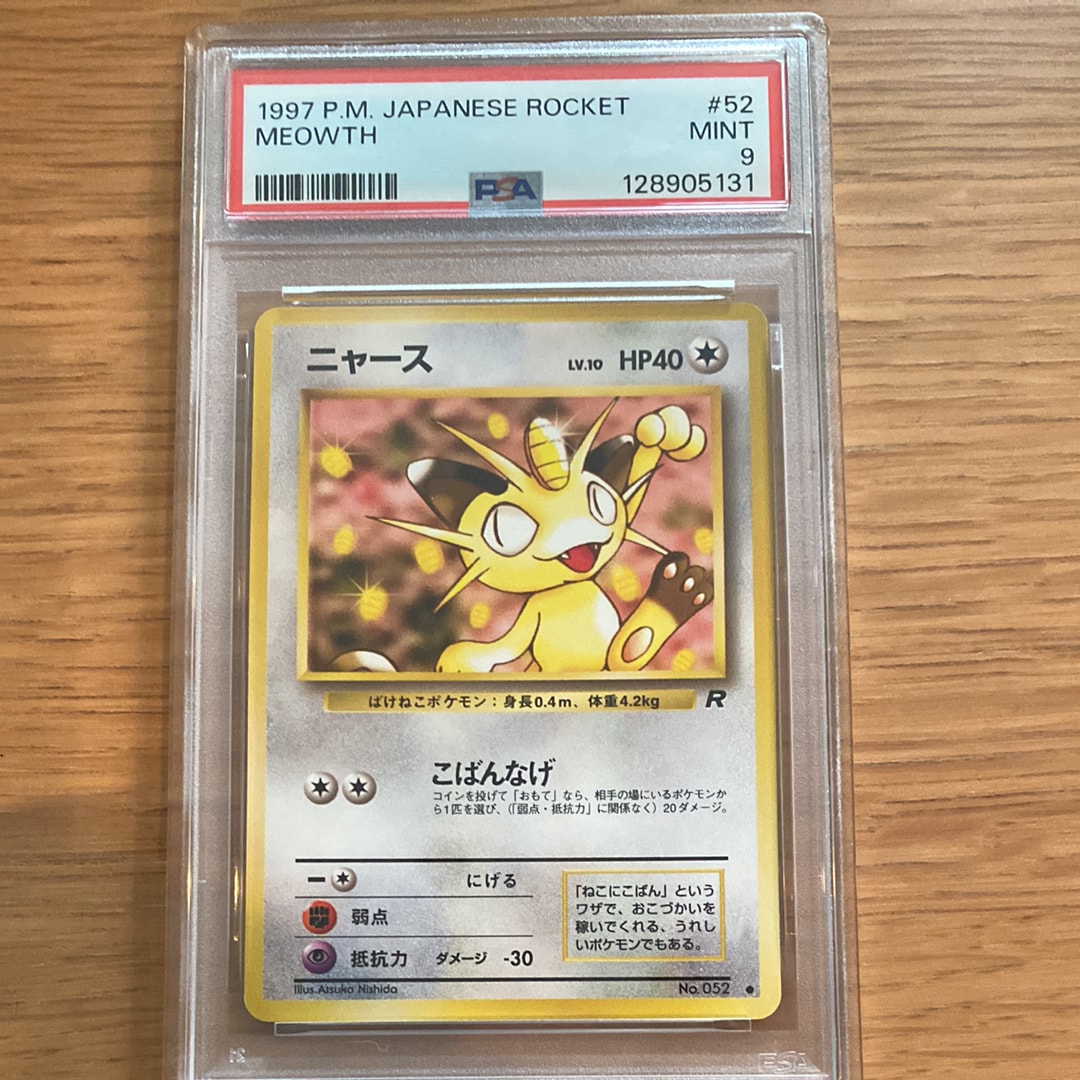 1997 P.M. JAPANESE ROCKET #52
MEOWTH MINT
9
PSA 128905131
ニャース LV.10 HP40
ばけねこポケモン：身長0.4m、体重4.2kg R
こばんなげ
コインを投げて「おもて」なら、相手の場にいるポケモンか
ら1匹を選び、（「弱点・抵抗力」に関係なく）20ダメージ。
ー にげる
弱点
抵抗力 ダメージ -30
「ねこにこばん」という
ワザで、おこづかいを
稼いでくれる、うれし
いポケモンでもある。
Illus.Atsuko Nishida No.052 ●
PSA